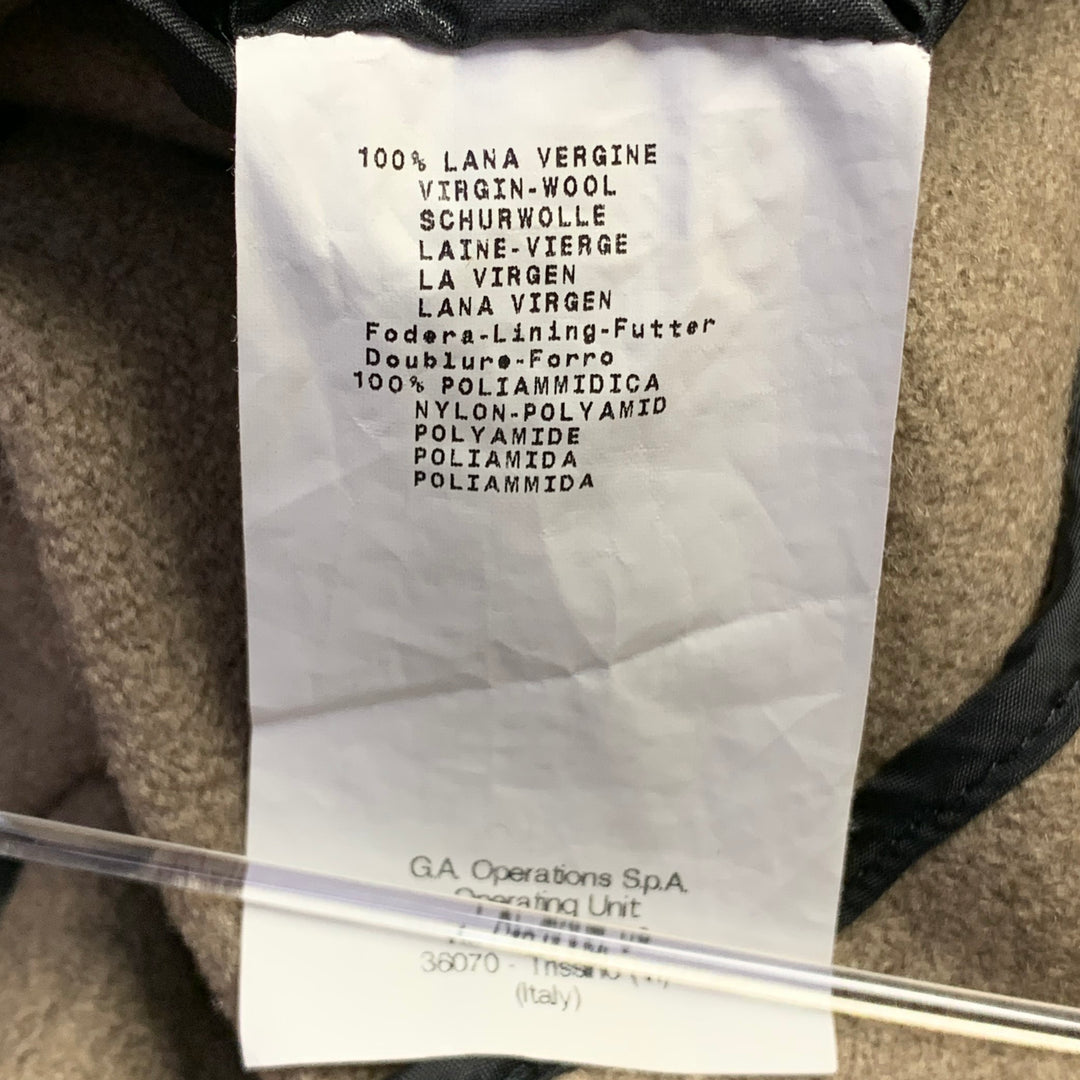 100% LANA VERGINE
VIRGIN-WOOL
SCHURWOLLE
LAINE-VIERGE
LA VIRGEN
LANA VIRGEN
Fodera-Lining-Futter
Doublure-Forro
100% POLIAMMIDICA
NYLON-POLYAMID
POLYAMIDE
POLIAMIDA
POLIAMMIDA
G.A. Operations S.p.A.
Operating Unit
36070 - Trissino
(Italy)